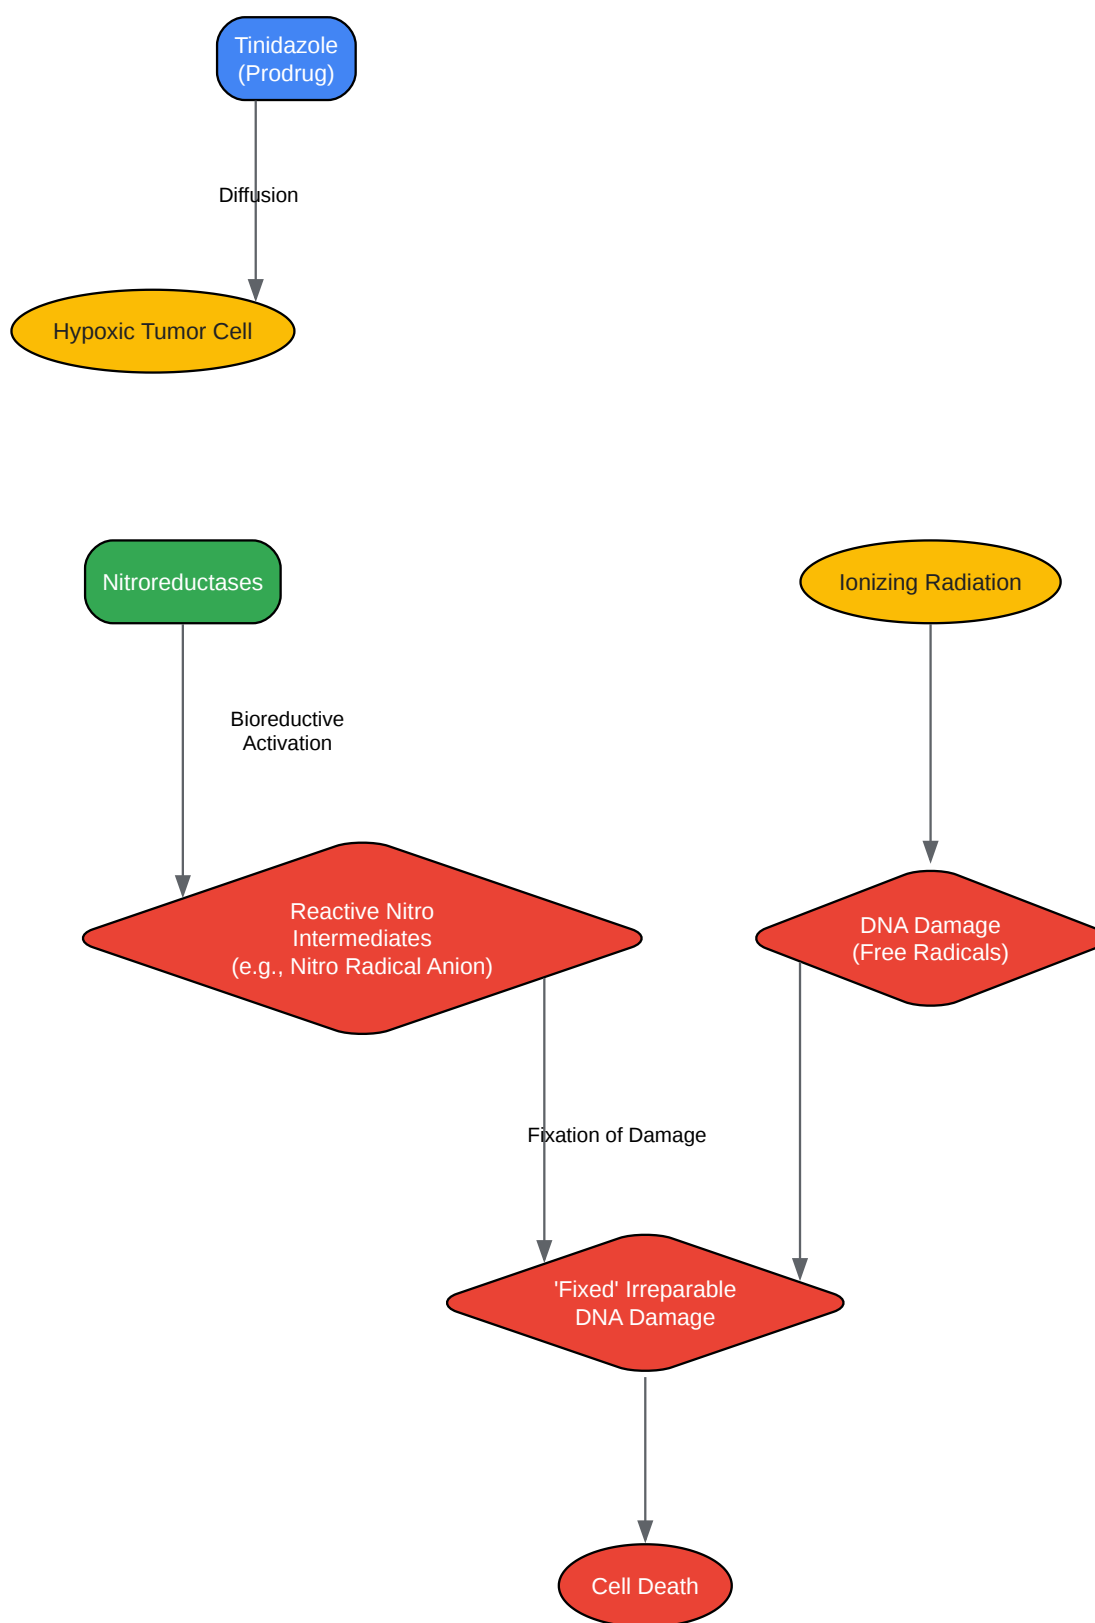 Tinidazole
(Prodrug)
Diffusion
Hypoxic Tumor Cell
Nitroreductases
Ionizing Radiation
Bioreductive
Activation
Reactive Nitro
Intermediates
(e.g., Nitro Radical Anion)
DNA Damage
(Free Radicals)
Fixation of Damage
'Fixed' Irreparable
DNA Damage
Cell Death